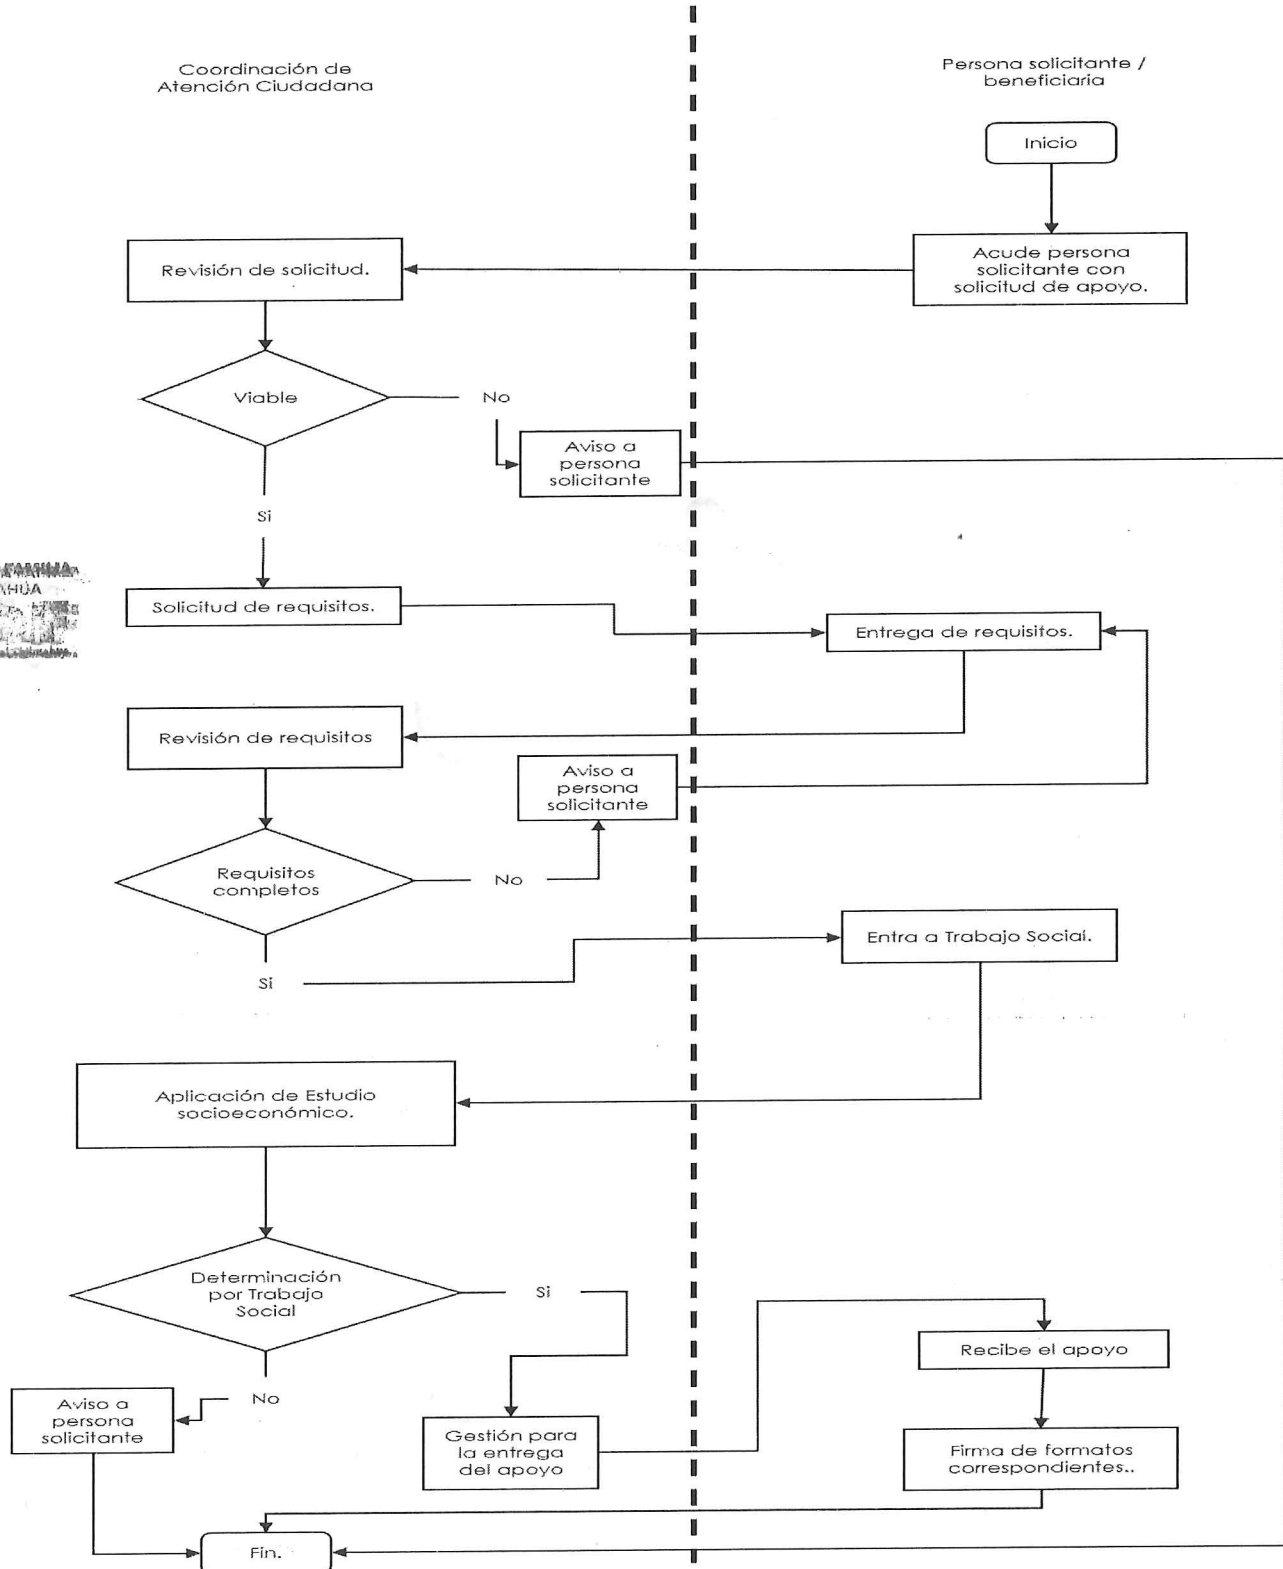 Coordinación de
Atención Ciudadana
Persona solicitante /
beneficiaria
Inicio
Acude persona
solicitante con
solicitud de apoyo.
Revisión de solicitud.
Viable
No
Aviso a
persona
solicitante
Si
Solicitud de requisitos.
Entrega de requisitos.
Revisión de requisitos
Aviso a
persona
solicitante
Requisitos
completos
No
Si
Entra a Trabajo Social.
Aplicación de Estudio
socioeconómico.
Determinación
por Trabajo
Social
Si
No
Aviso a
persona
solicitante
Gestión para
la entrega
del apoyo
Recibe el apoyo
Firma de formatos
correspondientes..
Fin.